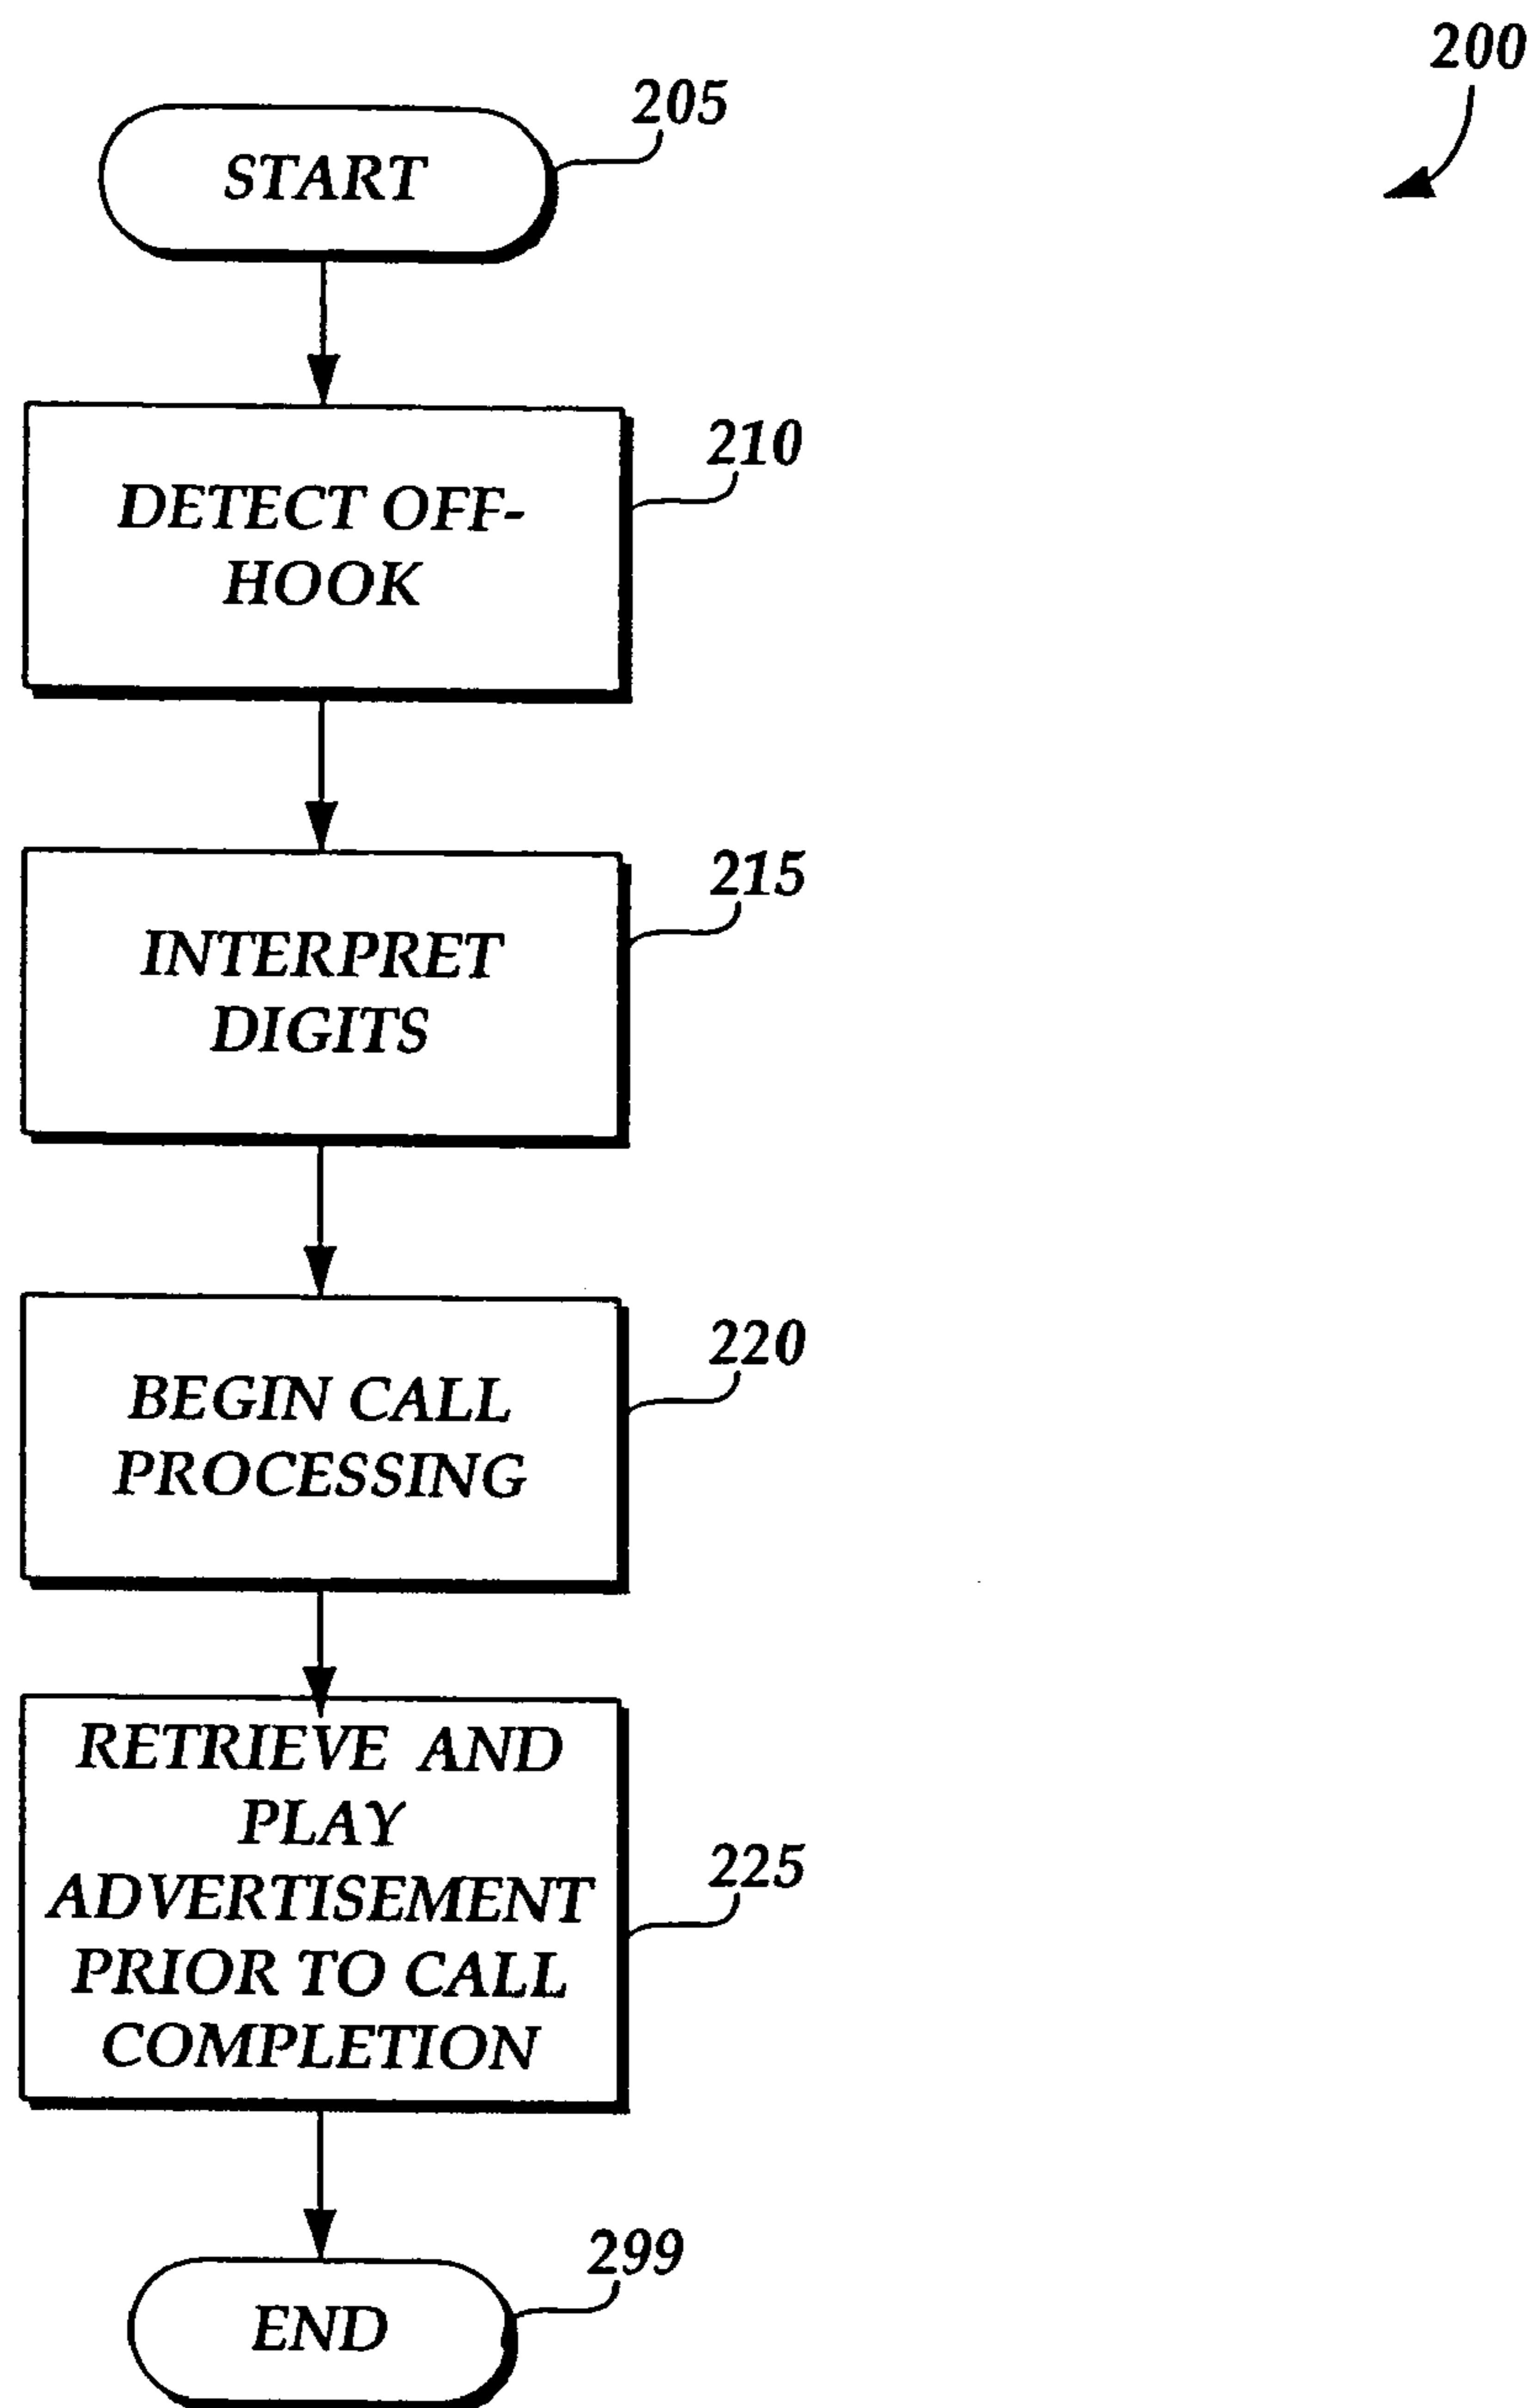 200
205
START
210
DETECT OFF-
HOOK
215
INTERPRET
DIGITS
220
BEGIN CALL
PROCESSING
RETRIEVE AND
PLAY
225
ADVERTISEMENT
PRIOR TO CALL
COMPLETION
299
END